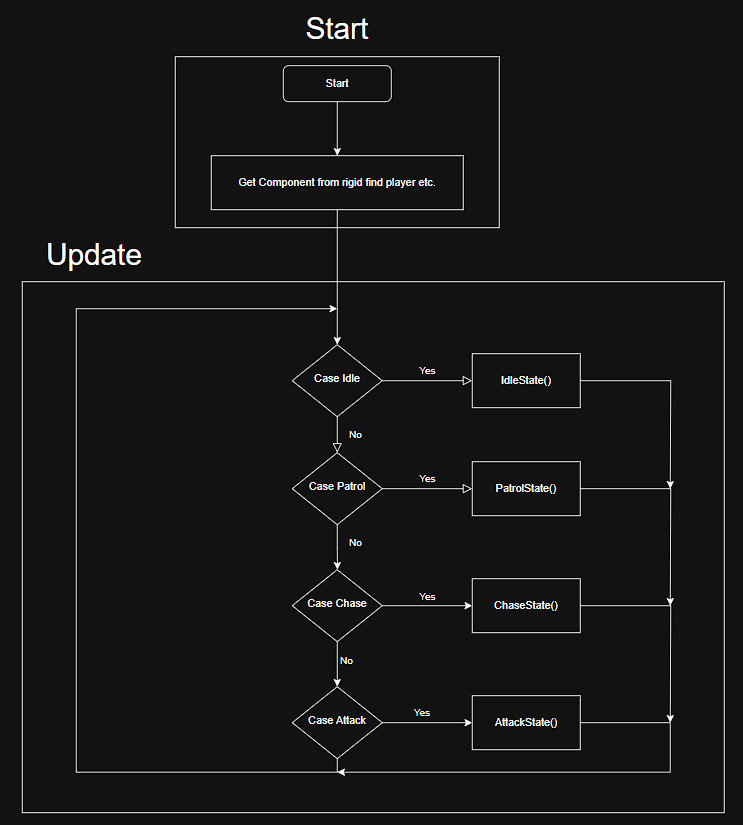 Start
Start
Get Component from rigid find player etc.
Update
Case Idle
Yes
IdleState()
No
Case Patrol
Yes
PatrolState()
No
Case Chase
Yes
ChaseState()
No
Case Attack
Yes
AttackState()